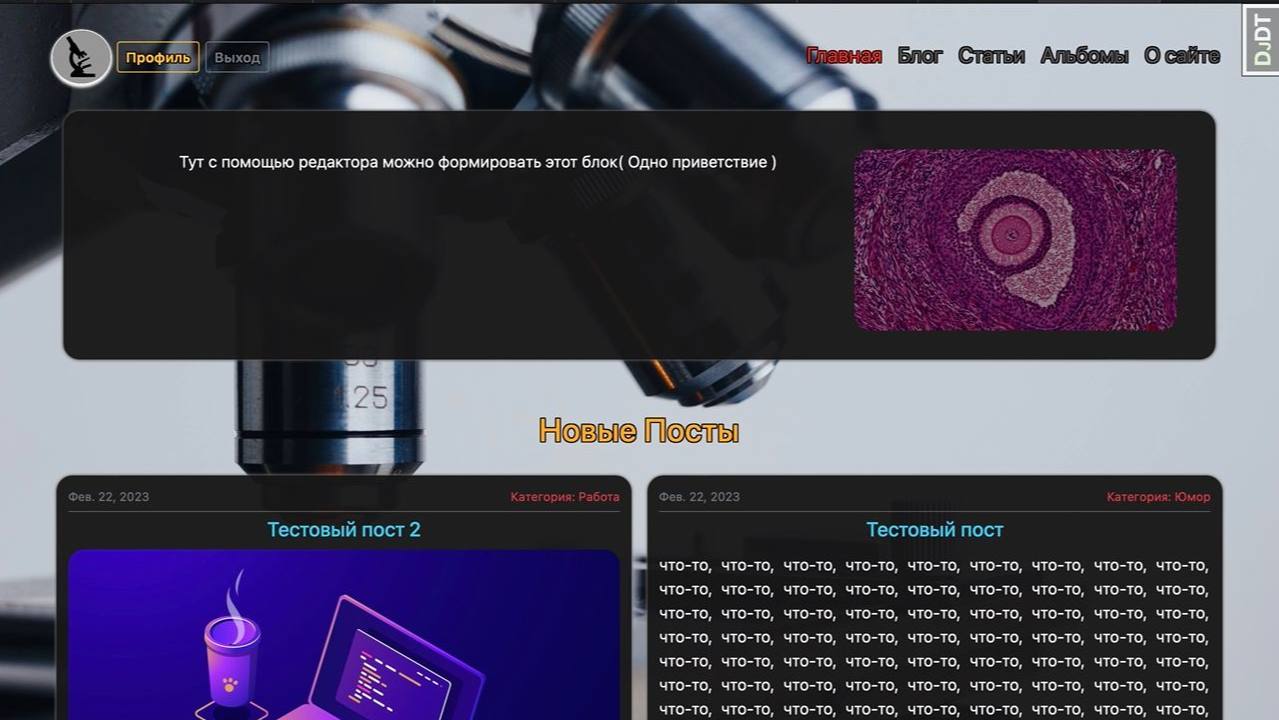 Профиль
Выход
Главная
Блог
Статьи
Альбомы
О сайте
DJDT
Тут с помощью редактора можно формировать этот блок( Одно приветствие )
25
Новые Посты
Фев. 22, 2023
Категория: Работа
Тестовый пост 2
Фев. 22, 2023
Категория: Юмор
Тестовый пост
что-то, что-то, что-то, что-то, что-то, что-то, что-то, что-то, что-то,
что-то, что-то, что-то, что-то, что-то, что-то, что-то, что-то, что-то,
что-то, что-то, что-то, что-то, что-то, что-то, что-то, что-то, что-то,
что-то, что-то, что-то, что-то, что-то, что-то, что-то, что-то, что-то,
что-то, что-то, что-то, что-то, что-то, что-то, что-то, что-то, что-то,
что-то, что-то, что-то, что-то, что-то, что-то, что-то, что-то, что-то,
что-то, что-то, что-то, что-то, что-то, что-то, что-то, что-то, что-то,